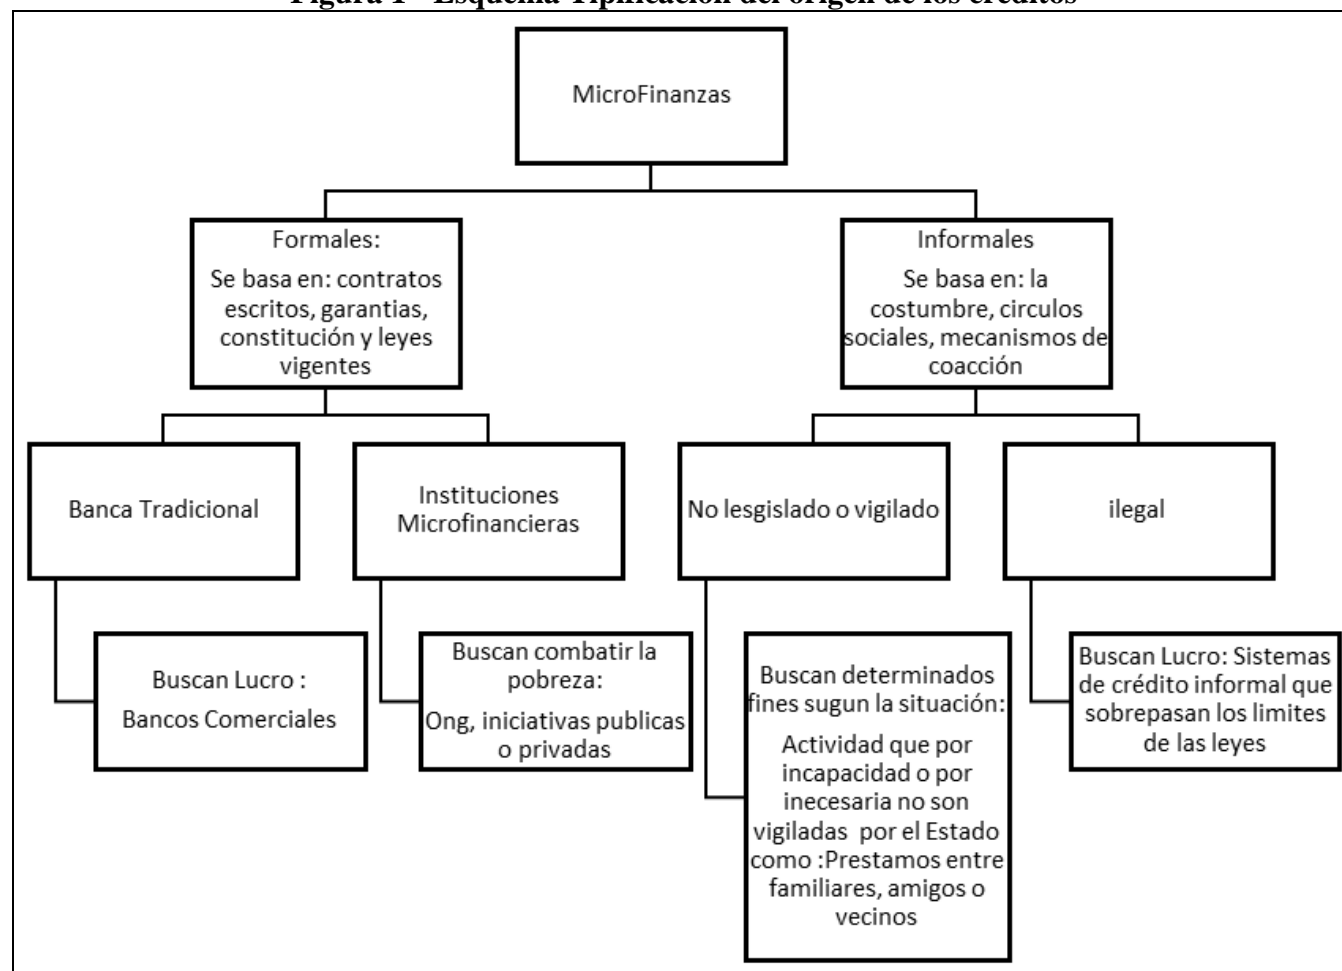 Figura 1 - Esquema Tipificación del origen de los créditos
MicroFinanzas
Formales:
Se basa en: contratos
escritos, garantias,
constitución y leyes
vigentes
Informales
Se basa en: la
costumbre, circulos
sociales, mecanismos de
coacción
Banca Tradicional
Instituciones
Microfinancieras
No lesgislado o vigilado
ilegal
Buscan Lucro :
Bancos Comerciales
Buscan combatir la
pobreza:
Ong, iniciativas publicas
o privadas
Buscan determinados
fines sugun la situación:
Actividad que por
incapacidad o por
inecesaria no son
vigiladas por el Estado
como :Prestamos entre
familiares, amigos o
vecinos
Buscan Lucro: Sistemas
de crédito informal que
sobrepasan los limites
de las leyes